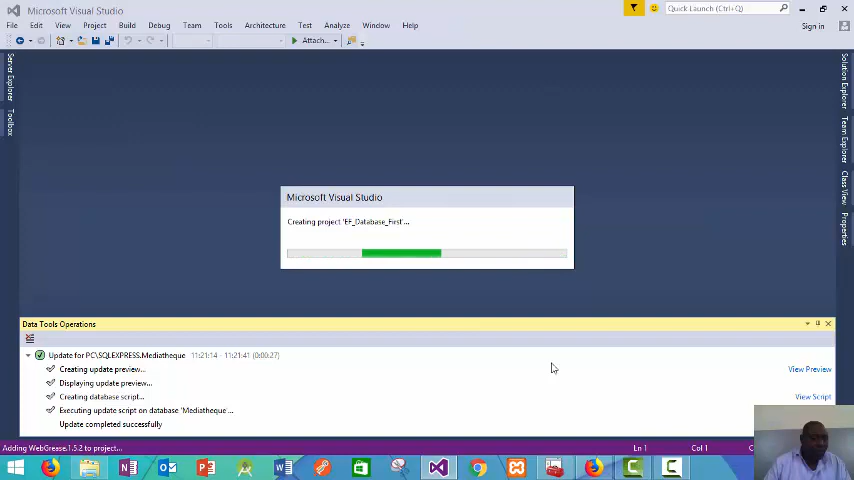 Microsoft Visual Studio
Quick Launch (Ctrl+Q)
File Edit View Project Build Debug Team Tools Architecture Test Analyze Window Help
Sign in
Attach...
Server Explorer
Toolbox
Solution Explorer
Team Explorer
Class View
Properties
Microsoft Visual Studio
Creating project 'EF_Database_First'...
Data Tools Operations
Update for PC\SQLEXPRESS.Mediatheque 11:21:14 - 11:21:41 (0:00:27)
Creating update preview... View Preview
Displaying update preview...
Creating database script... View Script
Executing update script on database 'Mediatheque'...
Update completed successfully
Adding WebGrease.1.5.2 to project... Ln 1 Col 1